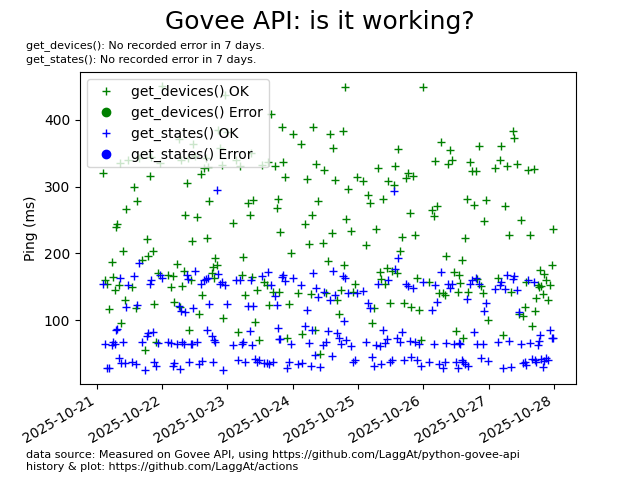 Govee API: is it working?
get_devices(): No recorded error in 7 days.
get_states(): No recorded error in 7 days.
get_devices() OK
get_devices() Error
get_states() OK
get_states() Error
Ping (ms)
400
300
200
100
2025-10-21
2025-10-22
2025-10-23
2025-10-24
2025-10-25
2025-10-26
2025-10-27
2025-10-28
data source: Measured on Govee API, using https://github.com/LaggAt/python-govee-api
history & plot: https://github.com/LaggAt/actions